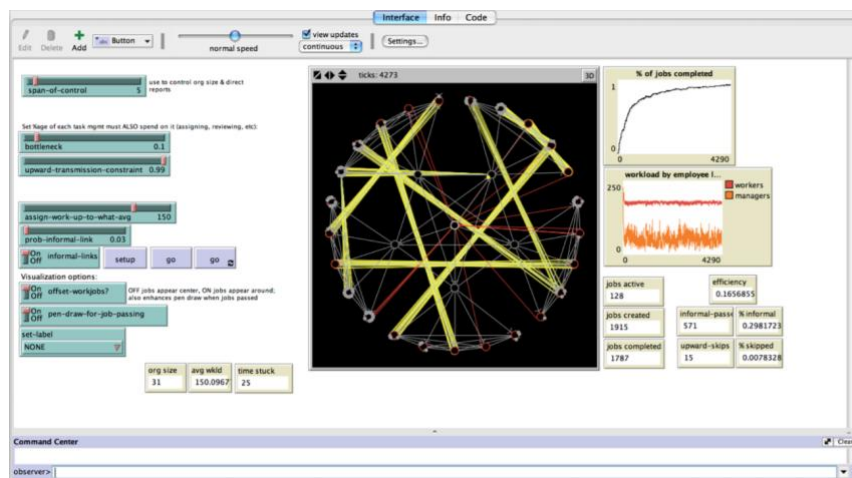 Interface Info Code
Edit Delete Add Button normal speed view updates continuous Settings...
span-of-control 5
use to control org size & direct
reports
Set %age of each task mgmt must ALSO spend on it (assigning, reviewing, etc):
bottleneck 0.1
upward-transmission-constraint 0.99
assign-work-up-to-what-avg 150
prob-informal-link 0.03
On
Off
informal-links
setup
go
go
Visualization options:
On
Off
offset-workjobs?
OFF jobs appear center, ON jobs appear around;
also enhances pen draw when jobs passed
On
Off
pen-draw-for-job-passing
set-label
NONE
org size
31
avg wkld
150.0967
time stuck
25
ticks: 4273
3D
% of jobs completed
1
0
0 4290
workload by employee l...
250
0
0 4290
workers
managers
jobs active
128
efficiency
0.1656855
jobs created
1915
informal-passe
571
% informal
0.2981723
jobs completed
1787
upward-skips
15
% skipped
0.0078328
Command Center
Clear
observer>